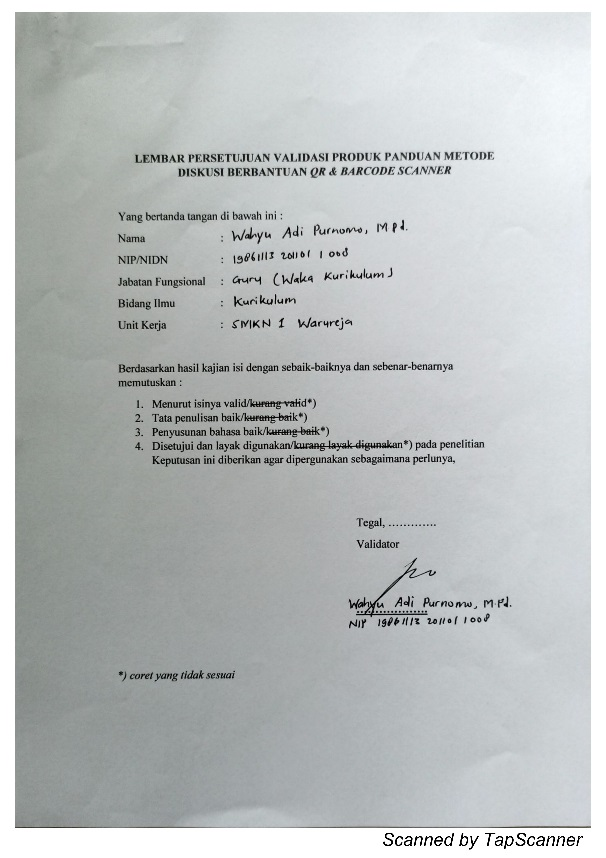 LEMBAR PERSETUJUAN VALIDASI PRODUK PANDUAN METODE
DISKUSI BERBANTUAN QR & BARCODE SCANNER
Yang bertanda tangan di bawah ini :
Nama : Wahyu Adi Purnomo, M Pd.
NIP/NIDN : 19861113 201101 1 008
Jabatan Fungsional : Guru (Waka Kurikulum)
Bidang Ilmu : Kurikulum
Unit Kerja : SMKN 1 Warureja
Berdasarkan hasil kajian isi dengan sebaik-baiknya dan sebenar-benarnya
memutuskan :
1. Menurut isinya valid/kurang valid*)
2. Tata penulisan baik/kurang baik*)
3. Penyusunan bahasa baik/kurang baik*)
4. Disetujui dan layak digunakan/kurang layak digunakan*) pada penelitian
Keputusan ini diberikan agar dipergunakan sebagaimana perlunya,
Tegal, .............
Validator
Wahyu Adi Purnomo, M.Pd.
NIP 19861113 201101 1 008
*) coret yang tidak sesuai
Scanned by TapScanner